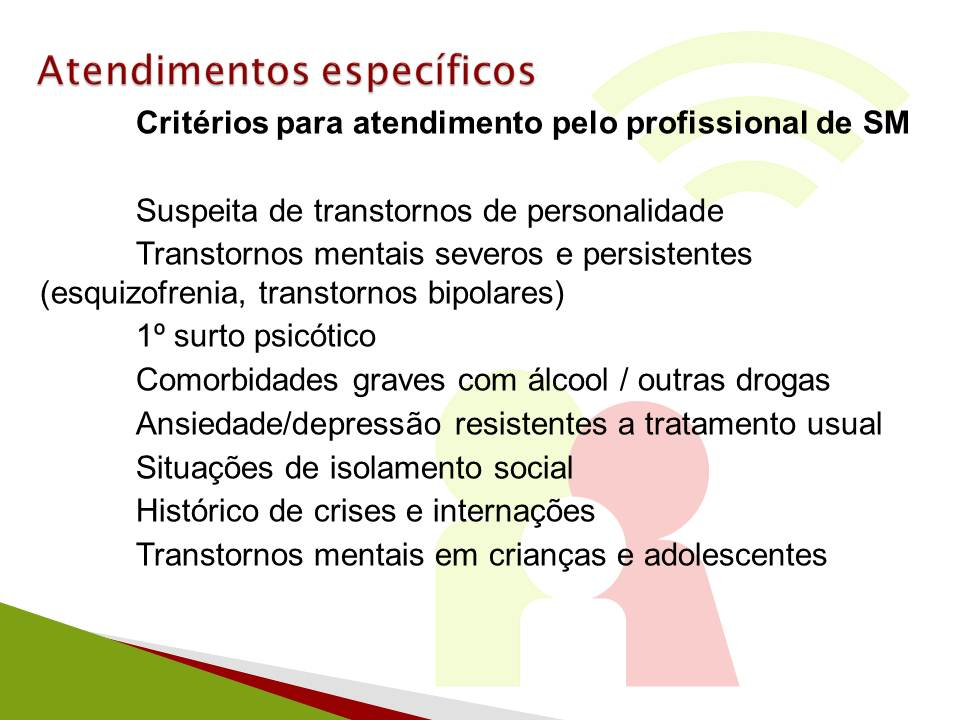 Atendimentos específicos
Critérios para atendimento pelo profissional de SM
Suspeita de transtornos de personalidade
Transtornos mentais severos e persistentes
(esquizofrenia, transtornos bipolares)
1º surto psicótico
Comorbidades graves com álcool / outras drogas
Ansiedade/depressão resistentes a tratamento usual
Situações de isolamento social
Histórico de crises e internações
Transtornos mentais em crianças e adolescentes